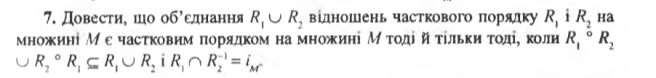 7. Довести, що об’єднання R₁ ∪ R₂ відношень часткового порядку R₁ і R₂ на
множині M є частковим порядком на множині M тоді й тільки тоді, коли R₁ ° R₂
∪ R₂ ° R₁ ⊆ R₁ ∪ R₂ і R₁ ∩ R₂⁻¹ = i_M.